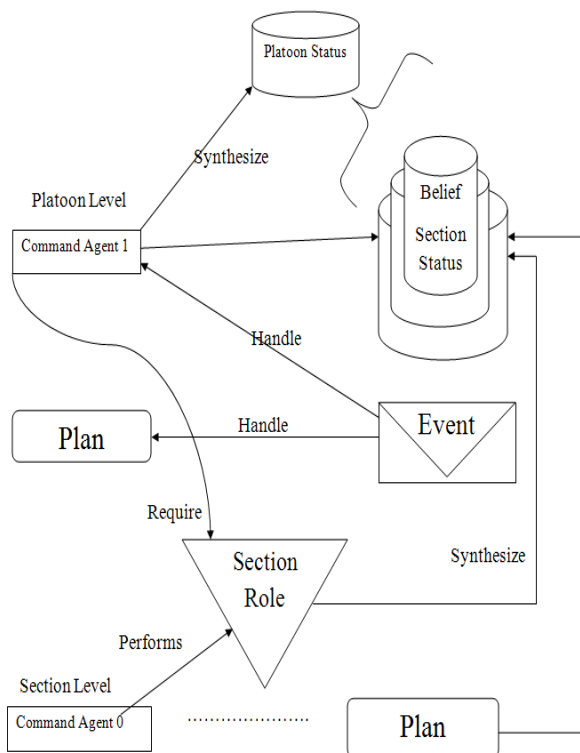 Platoon Status
Synthesize
Platoon Level
Command Agent 1
Belief
Section
Status
Handle
Event
Handle
Plan
Require
Section
Role
Synthesize
Performs
Section Level
Command Agent 0
Plan